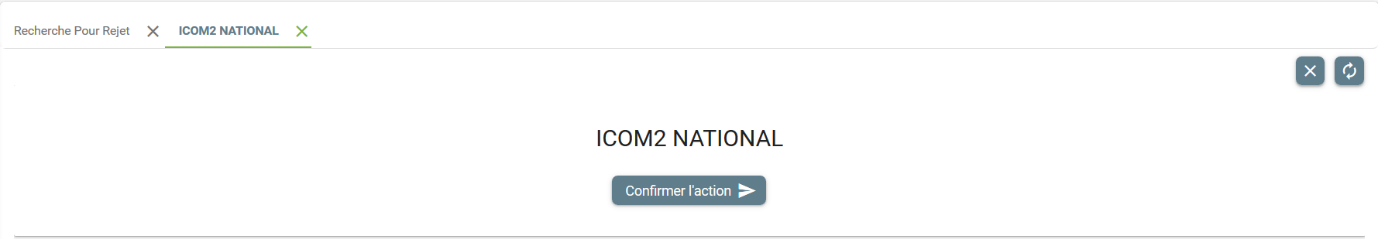 Recherche Pour Rejet
ICOM2 NATIONAL
ICOM2 NATIONAL
Confirmer l'action